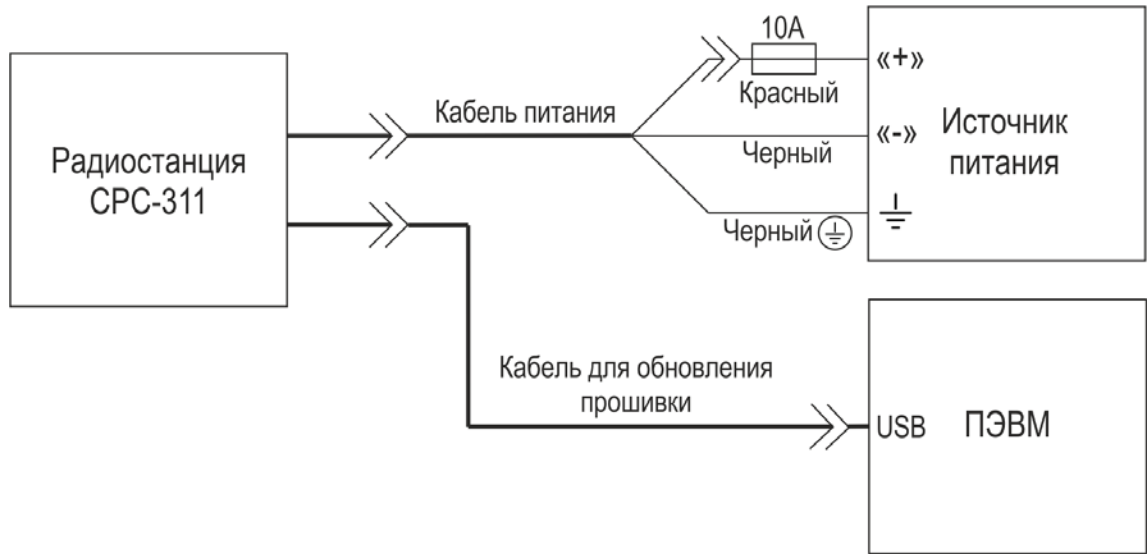 Радиостанция
СРС-311
Кабель питания
10А
Красный
Черный
Черный
«+»
«-»
Источник
питания
Кабель для обновления
прошивки
USB
ПЭВМ